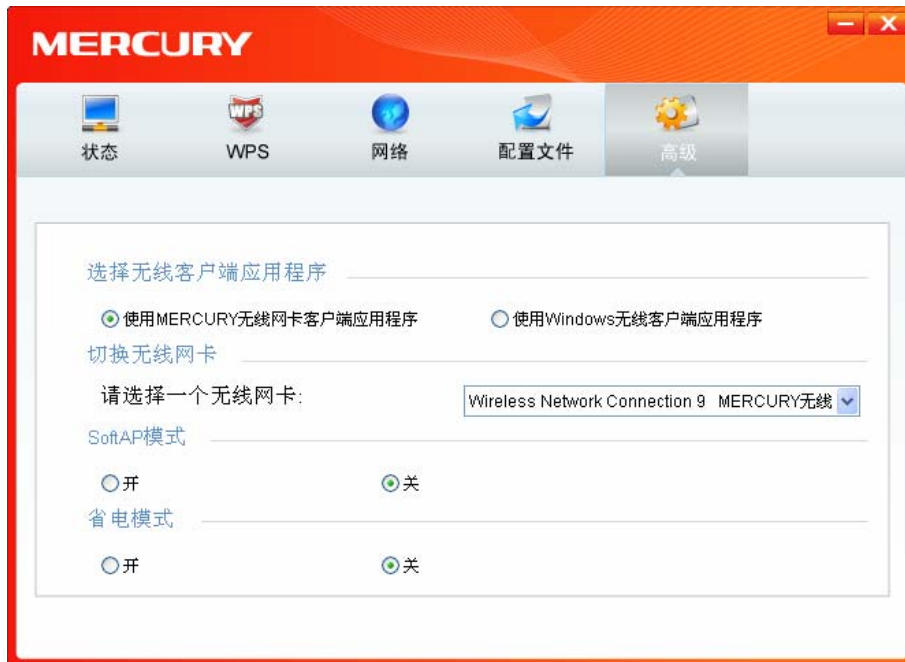 MERCURY
状态 WPS 网络 配置文件 高级
选择无线客户端应用程序
使用MERCURY无线网卡客户端应用程序 使用Windows无线客户端应用程序
切换无线网卡
请选择一个无线网卡: Wireless Network Connection 9 MERCURY无线
SoftAP模式
开 关
省电模式
开 关